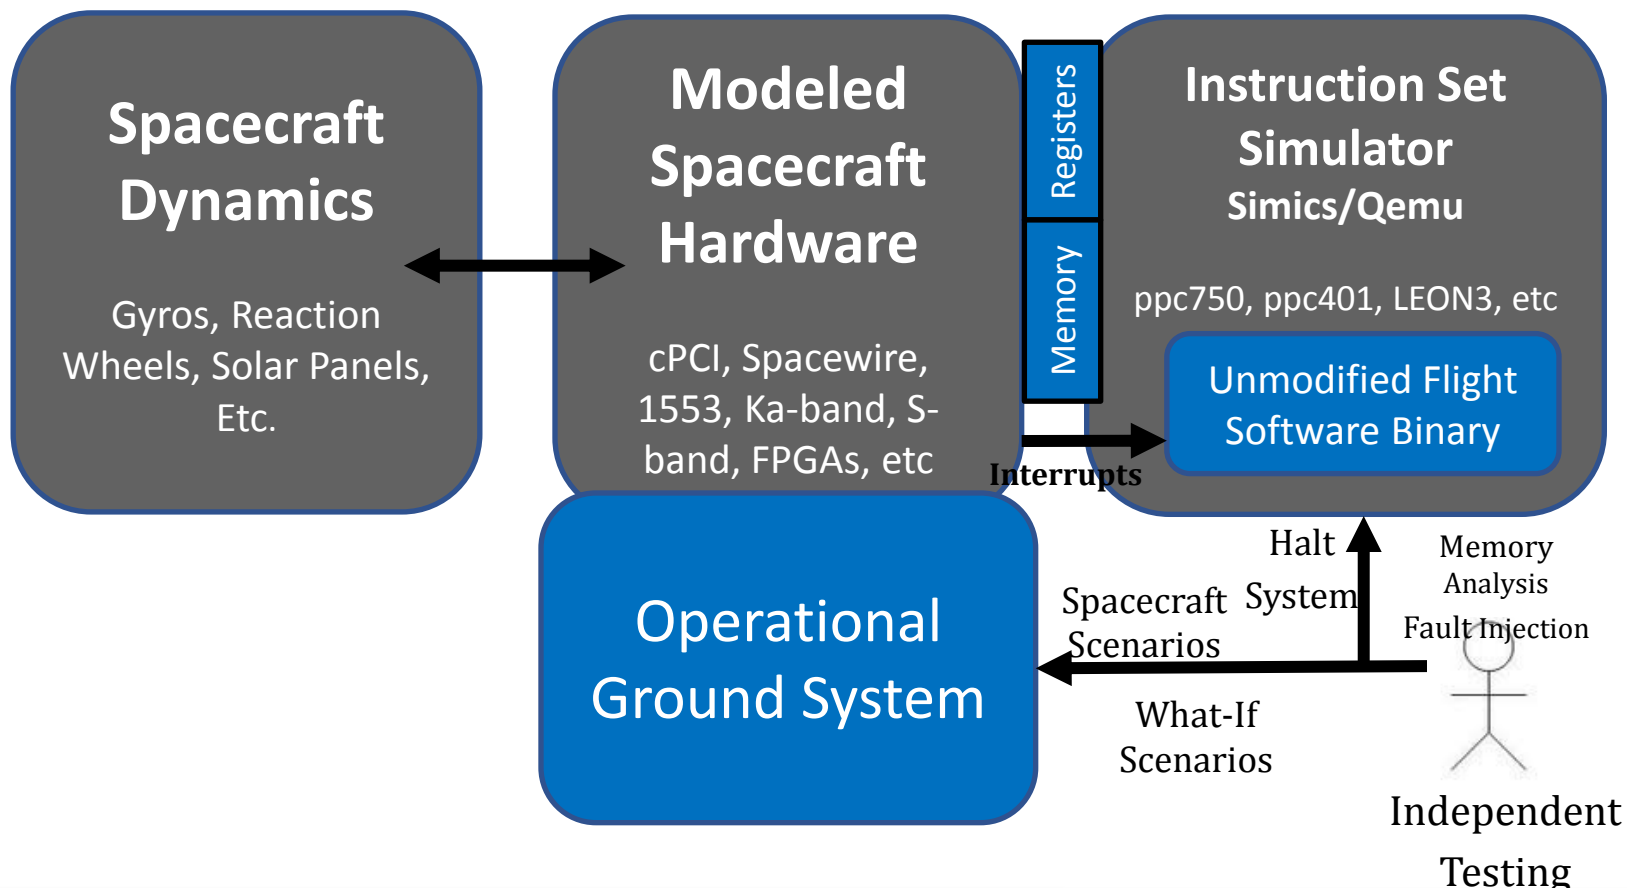 Spacecraft
Dynamics
Gyros, Reaction
Wheels, Solar Panels,
Etc.
Modeled
Spacecraft
Hardware
cPCI, Spacewire,
1553, Ka-band, S-
band, FPGAs, etc
Registers
Memory
Interrupts
Instruction Set
Simulator
Simics/Qemu
ppc750, ppc401, LEON3, etc
Unmodified Flight
Software Binary
Operational
Ground System
Spacecraft
Scenarios
What-If
Scenarios
Halt
System
Memory
Analysis
Fault Injection
Independent
Testing